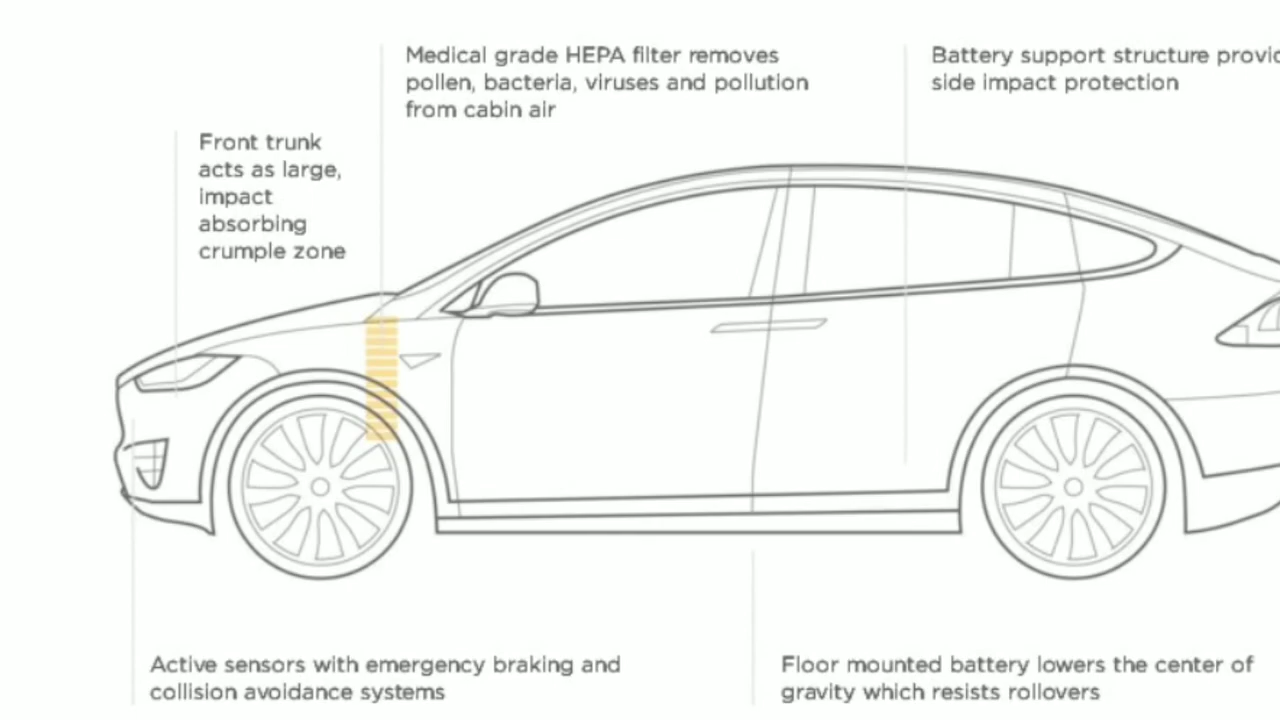 Medical grade HEPA filter removes
pollen, bacteria, viruses and pollution
from cabin air
Battery support structure
side impact protection
Front trunk
acts as large,
impact
absorbing
crumple zone
Active sensors with emergency braking and
collision avoidance systems
Floor mounted battery lowers the center of
gravity which resists rollovers